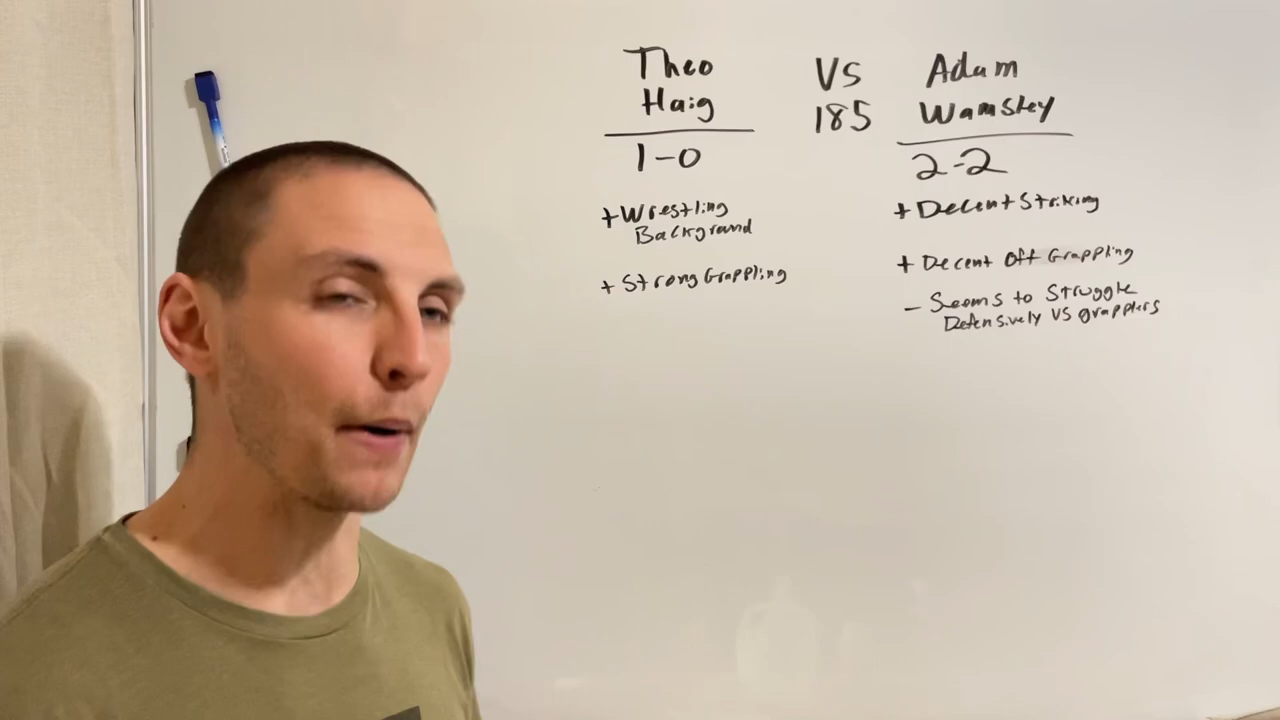 Theo
Haig
VS
185
Adam
Wamsley
1-0
2-2
+ Wrestling
Background
+ Strong Grappling
+ Decent Striking
+ Decent Off Grappling
- Seems to Struggle
Defensively VS grapplers